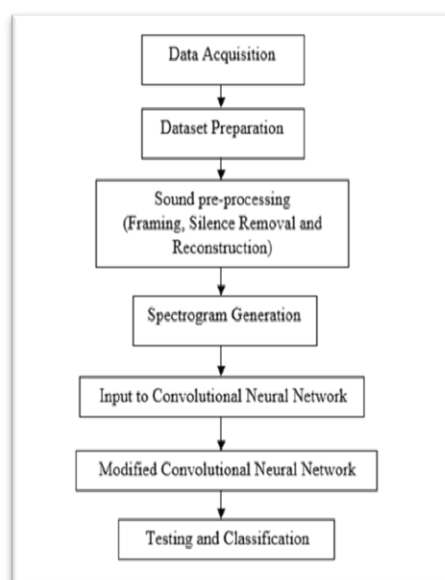 Data Acquisition
Dataset Preparation
Sound pre-processing
(Framing, Silence Removal and
Reconstruction)
Spectrogram Generation
Input to Convolutional Neural Network
Modified Convolutional Neural Network
Testing and Classification